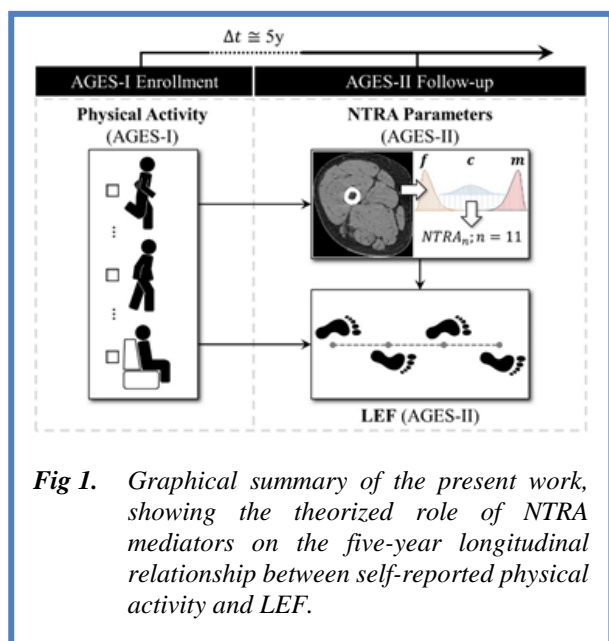 Δt ≅ 5y
AGES-I Enrollment
AGES-II Follow-up
Physical Activity
(AGES-I)
NTRA Parameters
(AGES-II)
f c m
NTRAₙ; n = 11
LEF (AGES-II)
Fig 1. Graphical summary of the present work,
showing the theorized role of NTRA
mediators on the five-year longitudinal
relationship between self-reported physical
activity and LEF.